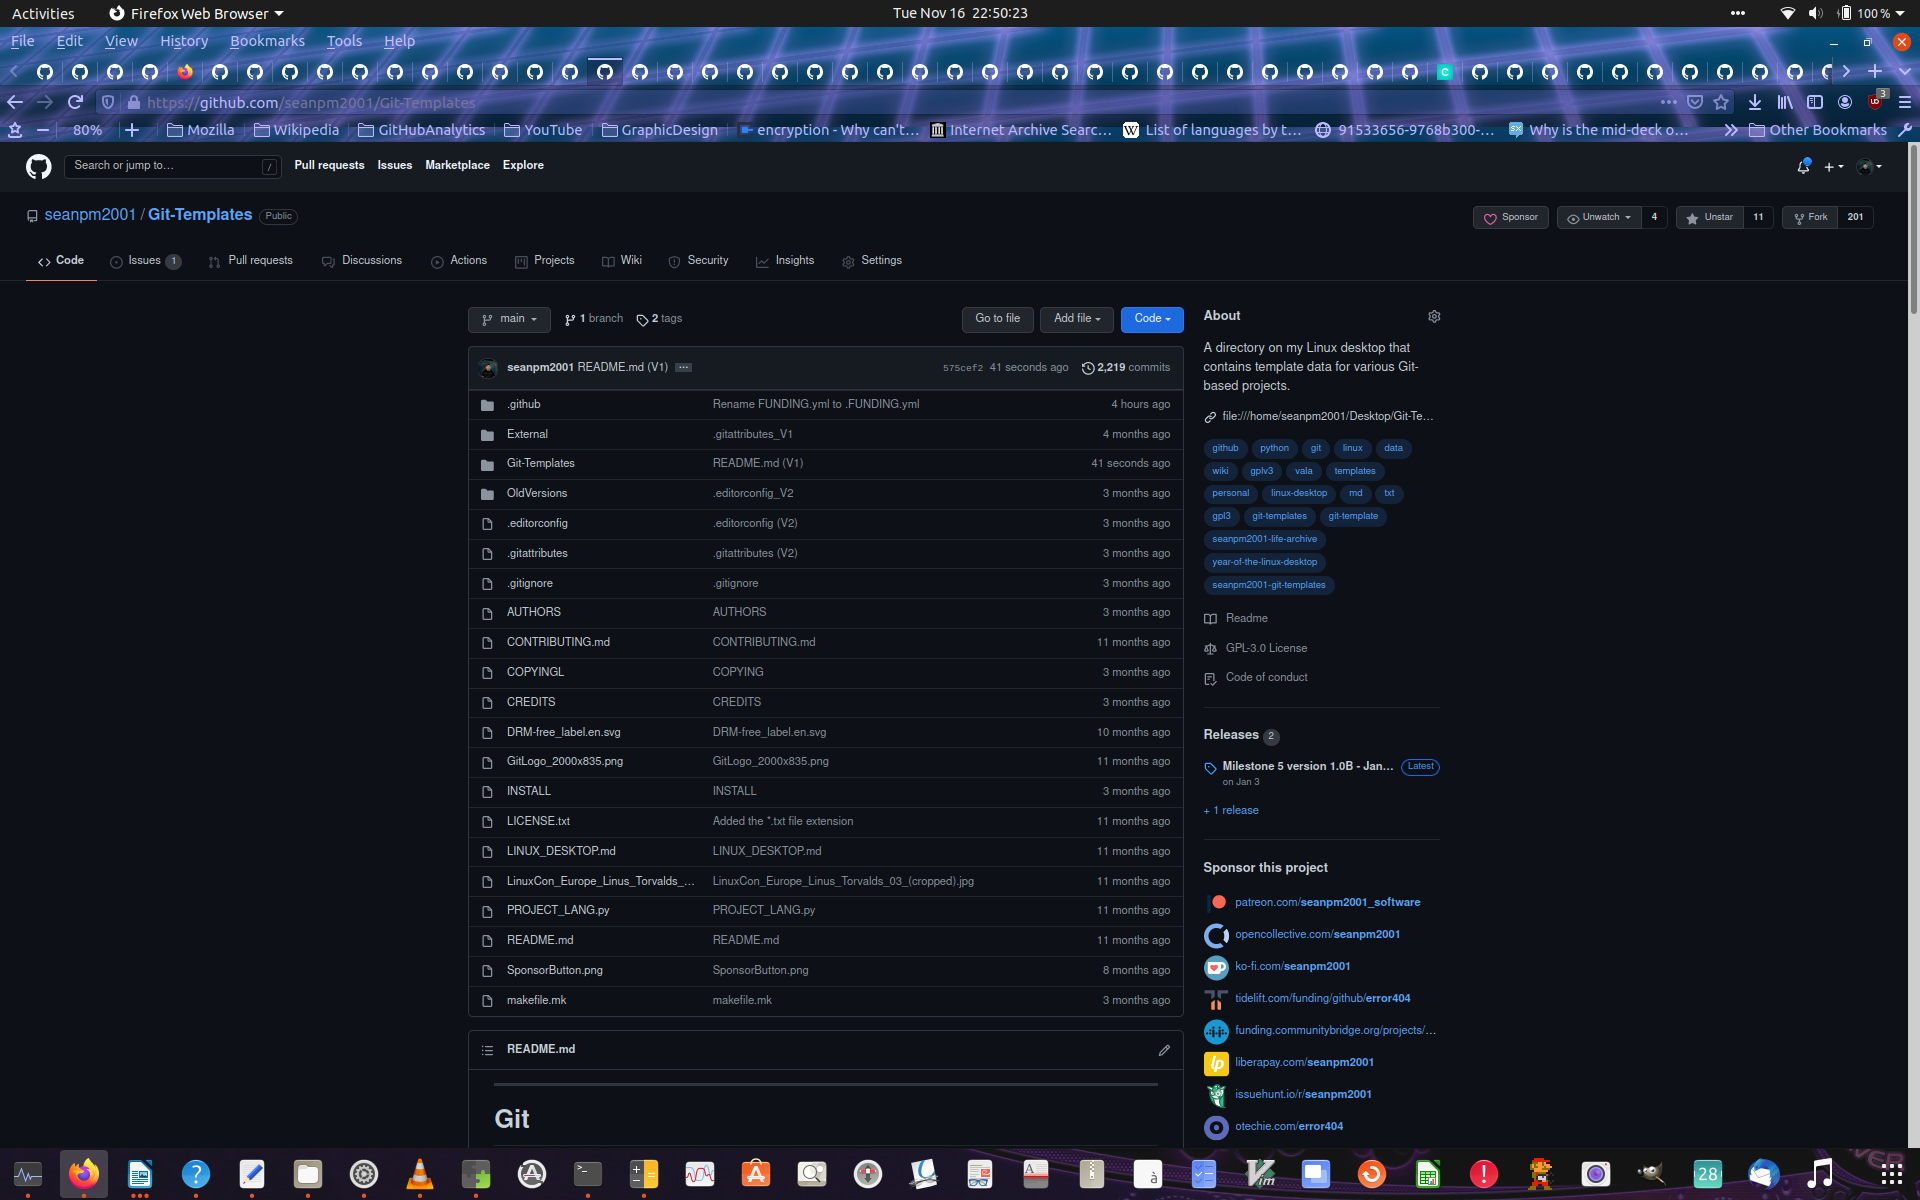 Activities
Firefox Web Browser
Tue Nov 16  22:50:23
100 %
File Edit View History Bookmarks Tools Help
https://github.com/seanpm2001/Git-Templates
3
80%
Mozilla
Wikipedia
GitHubAnalytics
YouTube
GraphicDesign
encryption - Why can't…
Internet Archive Searc…
List of languages by t…
91533656-9768b300-…
Why is the mid-deck o…
Other Bookmarks
Search or jump to…
/
Pull requests Issues Marketplace Explore
seanpm2001 / Git-Templates Public
Sponsor
Unwatch 4
Unstar 11
Fork 201
Code
Issues 1
Pull requests
Discussions
Actions
Projects
Wiki
Security
Insights
Settings
main
1 branch
2 tags
Go to file
Add file
Code
seanpm2001 README.md (V1) ...
575cef2 41 seconds ago
2,219 commits
.github Rename FUNDING.yml to .FUNDING.yml 4 hours ago
External .gitattributes_V1 4 months ago
Git-Templates README.md (V1) 41 seconds ago
OldVersions .editorconfig_V2 3 months ago
.editorconfig .editorconfig (V2) 3 months ago
.gitattributes .gitattributes (V2) 3 months ago
.gitignore .gitignore 3 months ago
AUTHORS AUTHORS 3 months ago
CONTRIBUTING.md CONTRIBUTING.md 11 months ago
COPYINGL COPYING 3 months ago
CREDITS CREDITS 3 months ago
DRM-free_label.en.svg DRM-free_label.en.svg 10 months ago
GitLogo_2000x835.png GitLogo_2000x835.png 11 months ago
INSTALL INSTALL 3 months ago
LICENSE.txt Added the *.txt file extension 11 months ago
LINUX_DESKTOP.md LINUX_DESKTOP.md 11 months ago
LinuxCon_Europe_Linus_Torvalds_… LinuxCon_Europe_Linus_Torvalds_03_(cropped).jpg 11 months ago
PROJECT_LANG.py PROJECT_LANG.py 11 months ago
README.md README.md 11 months ago
SponsorButton.png SponsorButton.png 8 months ago
makefile.mk makefile.mk 3 months ago
README.md
Git
About
A directory on my Linux desktop that
contains template data for various Git-
based projects.
file:///home/seanpm2001/Desktop/Git-Te…
github python git linux data
wiki gplv3 vala templates
personal linux-desktop md txt
gpl3 git-templates git-template
seanpm2001-life-archive
year-of-the-linux-desktop
seanpm2001-git-templates
Readme
GPL-3.0 License
Code of conduct
Releases 2
Milestone 5 version 1.0B - Jan… Latest
on Jan 3
+ 1 release
Sponsor this project
patreon.com/seanpm2001_software
opencollective.com/seanpm2001
ko-fi.com/seanpm2001
tidelift.com/funding/github/error404
funding.communitybridge.org/projects/…
liberapay.com/seanpm2001
issuehunt.io/r/seanpm2001
otechie.com/error404
28